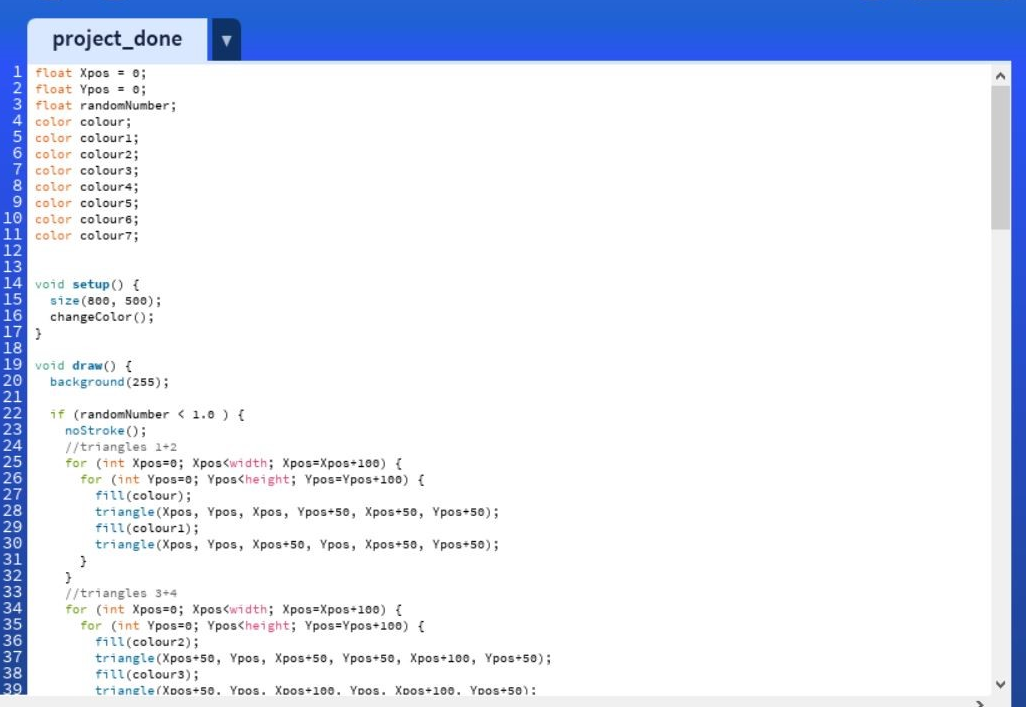 project_done ▼
1 float Xpos = 0;
2 float Ypos = 0;
3 float randomNumber;
4 color colour;
5 color colour1;
6 color colour2;
7 color colour3;
8 color colour4;
9 color colour5;
10 color colour6;
11 color colour7;
12
13
14 void setup() {
15   size(800, 500);
16   changeColor();
17 }
18
19 void draw() {
20   background(255);
21
22   if (randomNumber < 1.0 ) {
23     noStroke();
24     //triangles 1+2
25     for (int Xpos=0; Xpos<width; Xpos=Xpos+100) {
26       for (int Ypos=0; Ypos<height; Ypos=Ypos+100) {
27         fill(colour);
28         triangle(Xpos, Ypos, Xpos, Ypos+50, Xpos+50, Ypos+50);
29         fill(colour1);
30         triangle(Xpos, Ypos, Xpos+50, Ypos, Xpos+50, Ypos+50);
31       }
32     }
33     //triangles 3+4
34     for (int Xpos=0; Xpos<width; Xpos=Xpos+100) {
35       for (int Ypos=0; Ypos<height; Ypos=Ypos+100) {
36         fill(colour2);
37         triangle(Xpos+50, Ypos, Xpos+50, Ypos+50, Xpos+100, Ypos+50);
38         fill(colour3);
39         triangle(Xpos+50, Ypos, Xpos+100, Ypos, Xpos+100, Ypos+50);